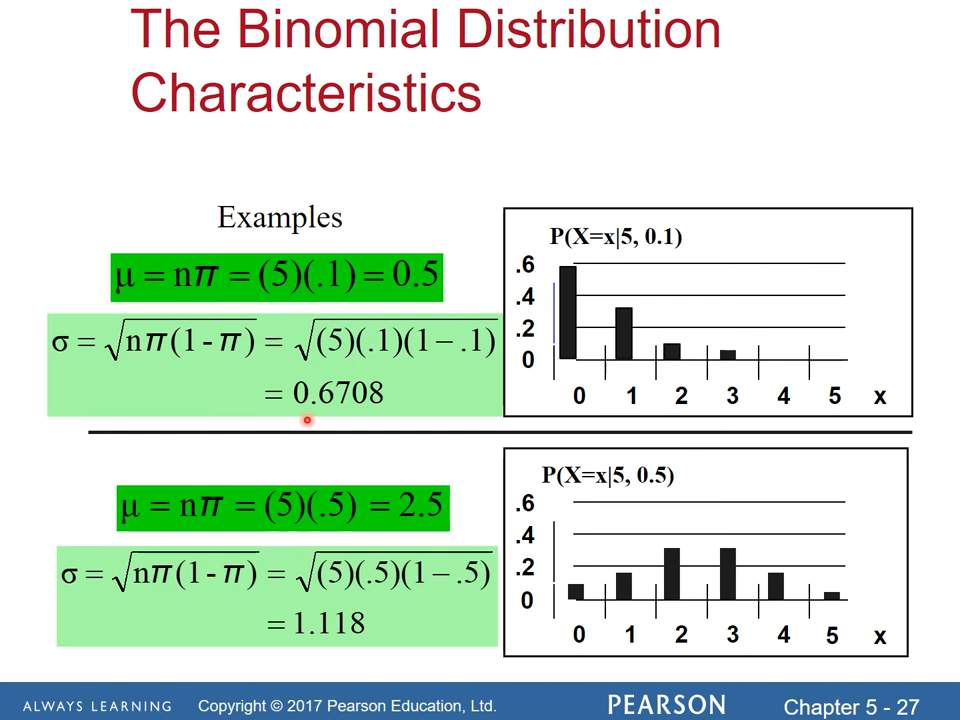 The Binomial Distribution
Characteristics
Examples
μ = nπ = (5)(.1) = 0.5
σ = √nπ(1 - π) = √(5)(.1)(1 − .1)
= 0.6708
P(X=x|5, 0.1)
.6
.4
.2
0
0 1 2 3 4 5 x
μ = nπ = (5)(.5) = 2.5
σ = √nπ(1 - π) = √(5)(.5)(1 − .5)
= 1.118
P(X=x|5, 0.5)
.6
.4
.2
0
0 1 2 3 4 5 x
ALWAYS LEARNING Copyright © 2017 Pearson Education, Ltd. PEARSON Chapter 5 - 27